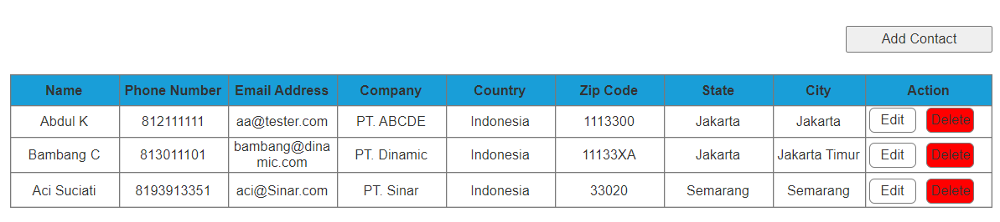 Add Contact
Name Phone Number Email Address Company Country Zip Code State City Action
Abdul K 812111111 aa@tester.com PT. ABCDE Indonesia 1113300 Jakarta Jakarta Edit Delete
Bambang C 813011101 bambang@dina
mic.com PT. Dinamic Indonesia 11133XA Jakarta Jakarta Timur Edit Delete
Aci Suciati 8193913351 aci@Sinar.com PT. Sinar Indonesia 33020 Semarang Semarang Edit Delete